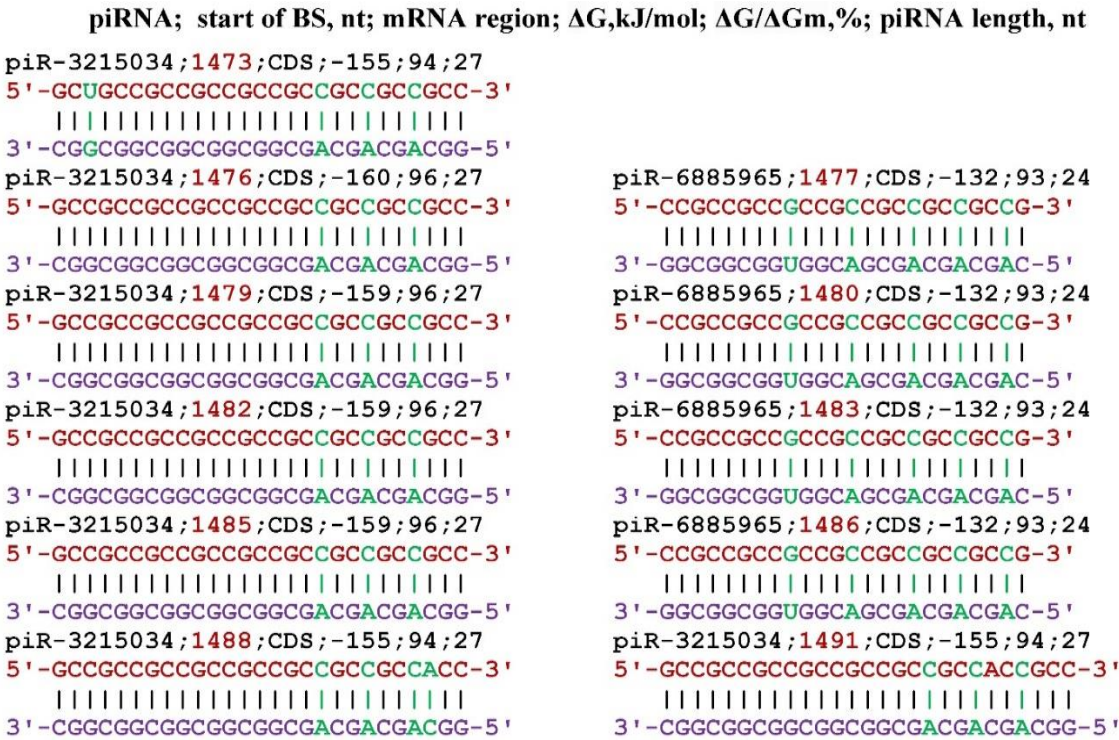 piRNA; start of BS, nt; mRNA region; ΔG,kJ/mol; ΔG/ΔGm,%; piRNA length, nt
piR-3215034;1473;CDS;-155;94;27
5'-GCUGCCGCCGCCGCCGCCGCCGCCGCC-3'
3'-CGGCGGCGGCGGCGGCGACGACGACGG-5'
piR-3215034;1476;CDS;-160;96;27
5'-GCCGCCGCCGCCGCCGCCGCCGCCGCC-3'
3'-CGGCGGCGGCGGCGGCGACGACGACGG-5'
piR-3215034;1479;CDS;-159;96;27
5'-GCCGCCGCCGCCGCCGCCGCCGCCGCC-3'
3'-CGGCGGCGGCGGCGGCGACGACGACGG-5'
piR-3215034;1482;CDS;-159;96;27
5'-GCCGCCGCCGCCGCCGCCGCCGCCGCC-3'
3'-CGGCGGCGGCGGCGGCGACGACGACGG-5'
piR-3215034;1485;CDS;-159;96;27
5'-GCCGCCGCCGCCGCCGCCGCCGCCGCC-3'
3'-CGGCGGCGGCGGCGGCGACGACGACGG-5'
piR-3215034;1488;CDS;-155;94;27
5'-GCCGCCGCCGCCGCCGCCGCCGCCACC-3'
3'-CGGCGGCGGCGGCGGCGACGACGACGG-5'
piR-6885965;1477;CDS;-132;93;24
5'-CCGCCGCCGCCGCCGCCGCCGCCG-3'
3'-GGCGGCGGUGGCAGCGACGACGAC-5'
piR-6885965;1480;CDS;-132;93;24
5'-CCGCCGCCGCCGCCGCCGCCGCCG-3'
3'-GGCGGCGGUGGCAGCGACGACGAC-5'
piR-6885965;1483;CDS;-132;93;24
5'-CCGCCGCCGCCGCCGCCGCCGCCG-3'
3'-GGCGGCGGUGGCAGCGACGACGAC-5'
piR-6885965;1486;CDS;-132;93;24
5'-CCGCCGCCGCCGCCGCCGCCGCCG-3'
3'-GGCGGCGGUGGCAGCGACGACGAC-5'
piR-3215034;1491;CDS;-155;94;27
5'-GCCGCCGCCGCCGCCGCCGCCACCGCC-3'
3'-CGGCGGCGGCGGCGGCGACGACGACGG-5'